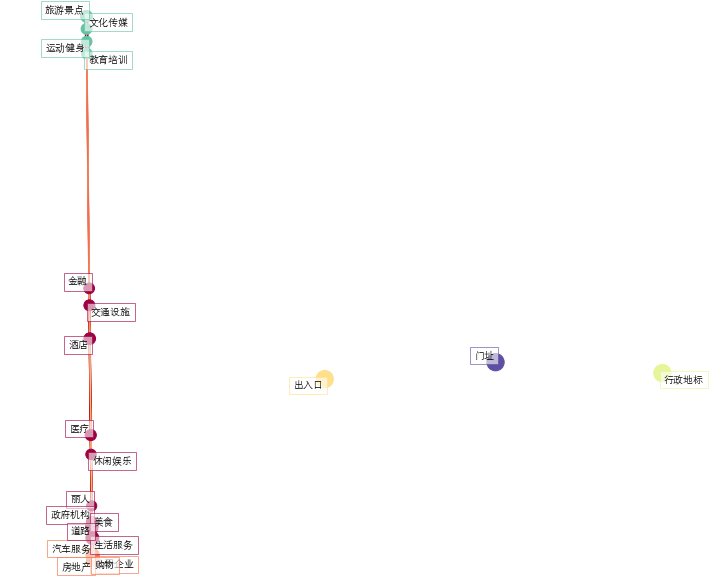 旅游景点
文化传媒
运动健身
教育培训
金融
交通设施
酒店
门址
行政地标
出入口
医疗
休闲娱乐
丽人
政府机构
美食
道路
生活服务
汽车服务
购物
企业
房地产